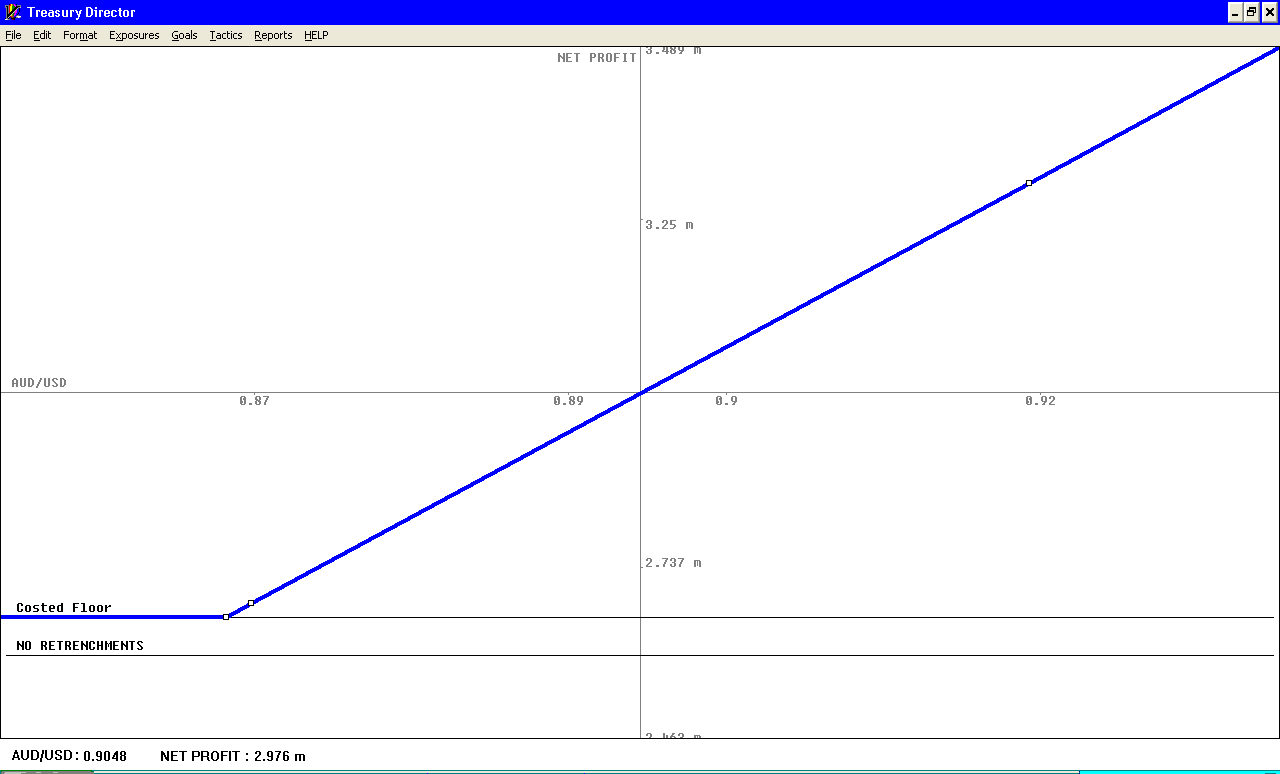 Treasury Director
File Edit Format Exposures Goals Tactics Reports HELP
3.489 m
NET PROFIT
3.25 m
AUD/USD
0.87 0.89 0.9 0.92
2.737 m
Costed Floor
NO RETRENCHMENTS
2.463 m
AUD/USD: 0.9048 NET PROFIT : 2.976 m